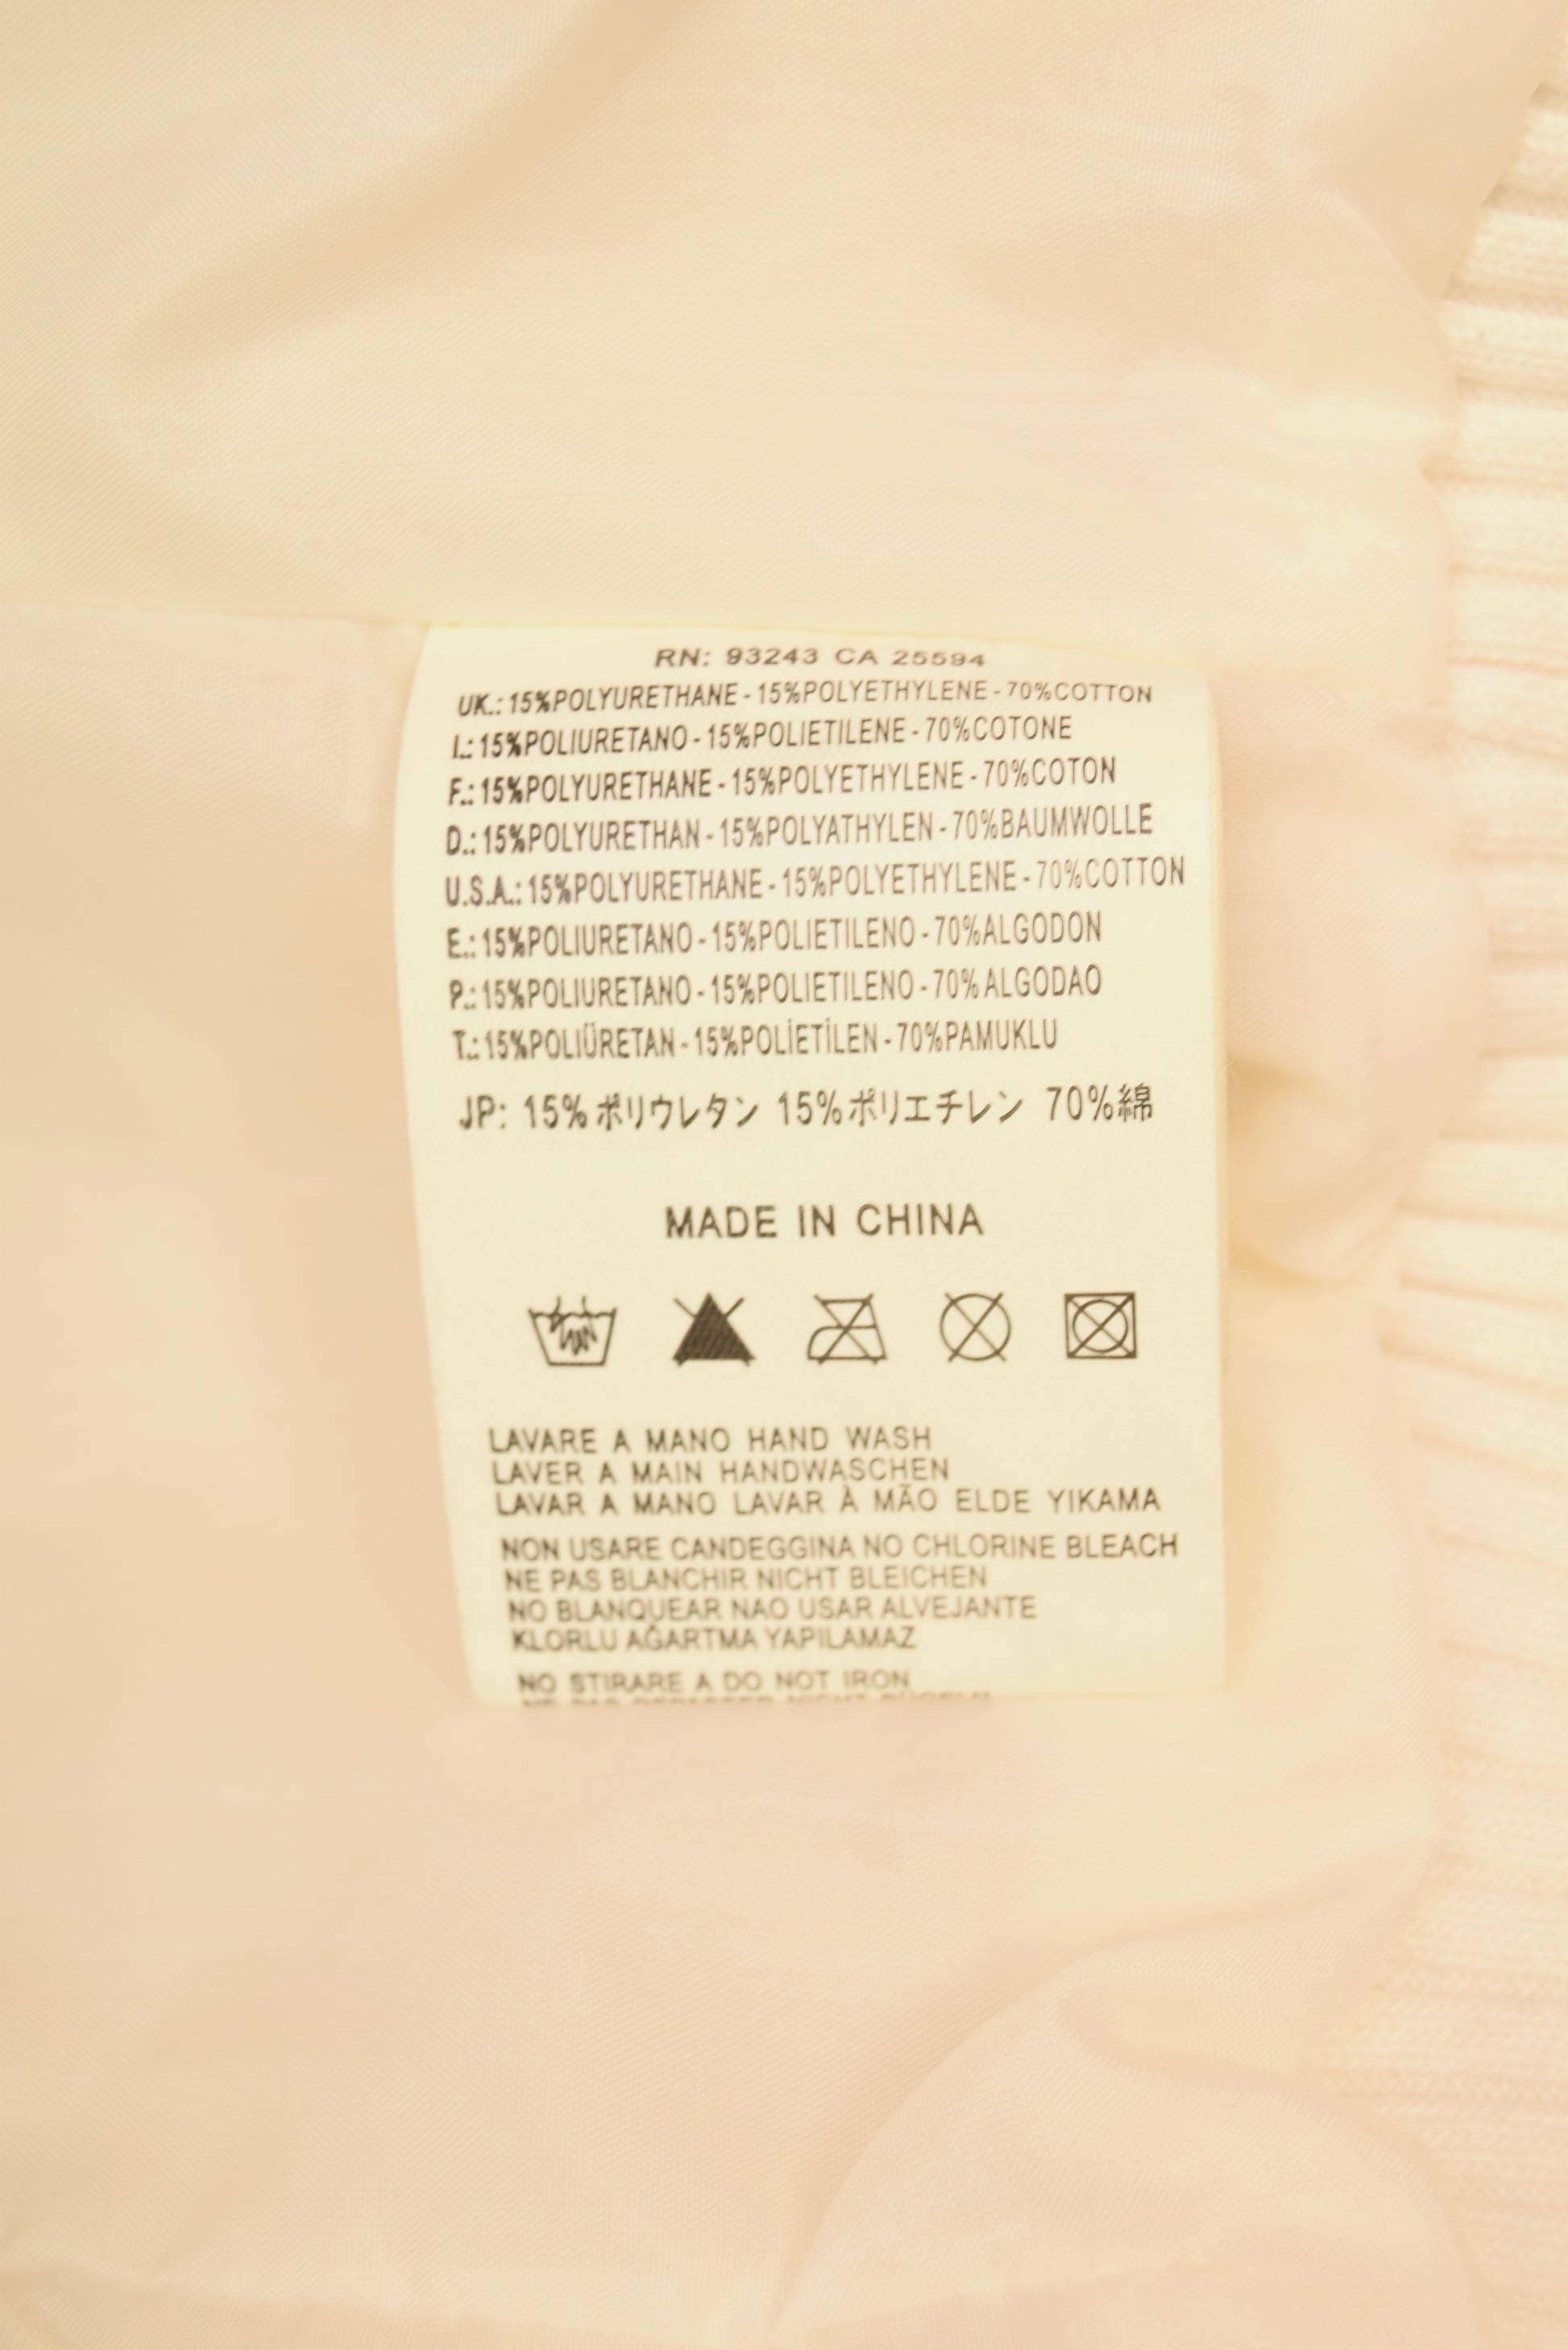 RN: 93243 CA 25594
UK.: 15%POLYURETHANE - 15%POLYETHYLENE - 70%COTTON
I.: 15%POLIURETANO - 15%POLIETILENE - 70%COTONE
F.: 15%POLYURETHANE - 15%POLYETHYLENE - 70%COTON
D.: 15%POLYURETHAN - 15%POLYATHYLEN - 70%BAUMWOLLE
U.S.A.: 15%POLYURETHANE - 15%POLYETHYLENE - 70%COTTON
E.: 15%POLIURETANO - 15%POLIETILENO - 70%ALGODON
P.: 15%POLIURETANO - 15%POLIETILENO - 70% ALGODAO
T.: 15%POLIÜRETAN - 15%POLİETİLEN - 70%PAMUKLU
JP: 15% ポリウレタン 15%ポリエチレン 70%綿
MADE IN CHINA
LAVARE A MANO HAND WASH
LAVER A MAIN HANDWASCHEN
LAVAR A MANO LAVAR À MÃO ELDE YIKAMA
NON USARE CANDEGGINA NO CHLORINE BLEACH
NE PAS BLANCHIR NICHT BLEICHEN
NO BLANQUEAR NAO USAR ALVEJANTE
KLORLU AĞARTMA YAPILAMAZ
NO STIRARE A DO NOT IRON
NE PAS REPASSER NICHT BÜGELN